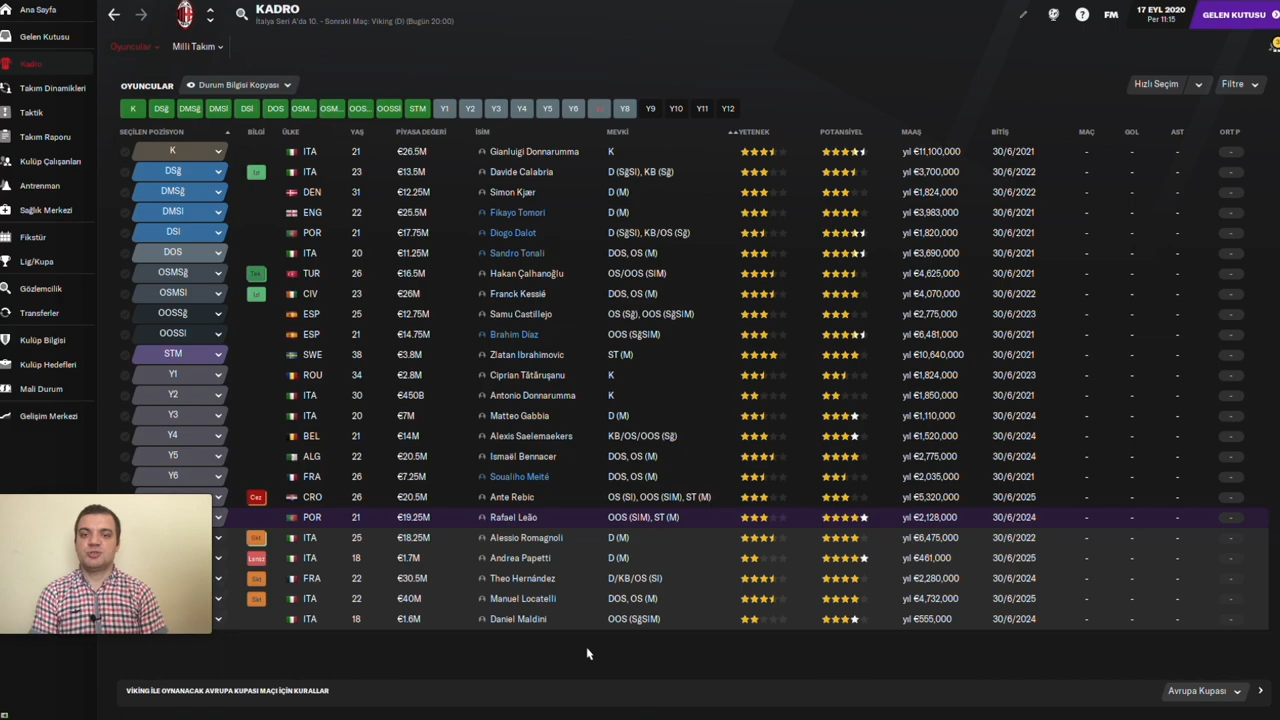 Ana Sayfa
Gelen Kutusu
Kadro
Takım Dinamikleri
Taktik
Takım Raporu
Kulüp Çalışanları
Antrenman
Sağlık Merkezi
Fikstür
Lig/Kupa
Gözlemcilik
Transferler
Kulüp Bilgisi
Kulüp Hedefleri
Mali Durum
Gelişim Merkezi
KADRO
İtalya Seri A'da 10. - Sonraki Maç: Viking (D) (Bugün 20:00)
FM
17 EYL 2020
Per 11:15
GELEN KUTUSU
Oyuncular
Milli Takım
OYUNCULAR
Durum Bilgisi Kopyası
Hızlı Seçim
Filtre
K DSğ DMSğ DMSl DSl DOS OSM... OSM... OOS... OOSSl STM Y1 Y2 Y3 Y4 Y5 Y6 Y8 Y9 Y10 Y11 Y12
SEÇİLEN POZİSYON BİLGİ ÜLKE YAŞ PİYASA DEĞERİ İSİM MEVKİ YETENEK POTANSİYEL MAAŞ BİTİŞ MAÇ GOL AST ORT P
K ITA 21 €26.5M Gianluigi Donnarumma K yıl €11,100,000 30/6/2021 - - - -
DSğ İzl ITA 23 €13.5M Davide Calabria D (SğSl), KB (Sğ) yıl €3,700,000 30/6/2022 - - - -
DMSğ DEN 31 €12.25M Simon Kjær D (M) yıl €1,824,000 30/6/2022 - - - -
DMSl ENG 22 €25.5M Fikayo Tomori D (M) yıl €3,983,000 30/6/2021 - - - -
DSl POR 21 €17.75M Diogo Dalot D (SğSl), KB/OS (Sğ) yıl €1,820,000 30/6/2021 - - - -
DOS ITA 20 €11.25M Sandro Tonali DOS, OS (M) yıl €3,690,000 30/6/2021 - - - -
OSMSğ Tek TUR 26 €16.5M Hakan Çalhanoğlu OS/OOS (SlM) yıl €4,625,000 30/6/2021 - - - -
OSMSl İzl CIV 23 €26M Franck Kessié DOS, OS (M) yıl €4,070,000 30/6/2022 - - - -
OOSSğ ESP 25 €12.75M Samu Castillejo OS (Sğ), OOS (SğSlM) yıl €2,775,000 30/6/2023 - - - -
OOSSl ESP 21 €14.75M Brahim Díaz OOS (SğSlM) yıl €6,481,000 30/6/2021 - - - -
STM SWE 38 €3.8M Zlatan Ibrahimovic ST (M) yıl €10,640,000 30/6/2021 - - - -
Y1 ROU 34 €2.8M Ciprian Tătărușanu K yıl €1,824,000 30/6/2023 - - - -
Y2 ITA 30 €450B Antonio Donnarumma K yıl €1,850,000 30/6/2021 - - - -
Y3 ITA 20 €7M Matteo Gabbia D (M) yıl €1,110,000 30/6/2024 - - - -
Y4 BEL 21 €14M Alexis Saelemaekers KB/OS/OOS (Sğ) yıl €1,520,000 30/6/2024 - - - -
Y5 ALG 22 €20.5M Ismaël Bennacer DOS, OS (M) yıl €2,775,000 30/6/2024 - - - -
Y6 FRA 26 €7.25M Soualiho Meïté DOS, OS (M) yıl €2,035,000 30/6/2021 - - - -
Cez CRO 26 €20.5M Ante Rebic OS (Sl), OOS (SlM), ST (M) yıl €5,320,000 30/6/2024 - - - -
POR 21 €19.25M Rafael Leão OOS (SlM), ST (M) yıl €2,128,000 30/6/2024 - - - -
Skt ITA 25 €18.25M Alessio Romagnoli D (M) yıl €6,475,000 30/6/2022 - - - -
Lsnsz ITA 18 €1.7M Andrea Papetti D (M) yıl €461,000 30/6/2025 - - - -
Skt FRA 22 €30.5M Theo Hernández D/KB/OS (Sl) yıl €2,280,000 30/6/2024 - - - -
Skt ITA 22 €40M Manuel Locatelli DOS, OS (M) yıl €4,732,000 30/6/2025 - - - -
ITA 18 €1.6M Daniel Maldini OOS (SğSlM) yıl €555,000 30/6/2024 - - - -
VİKİNG İLE OYNANACAK AVRUPA KUPASI MAÇI İÇİN KURALLAR
Avrupa Kupası